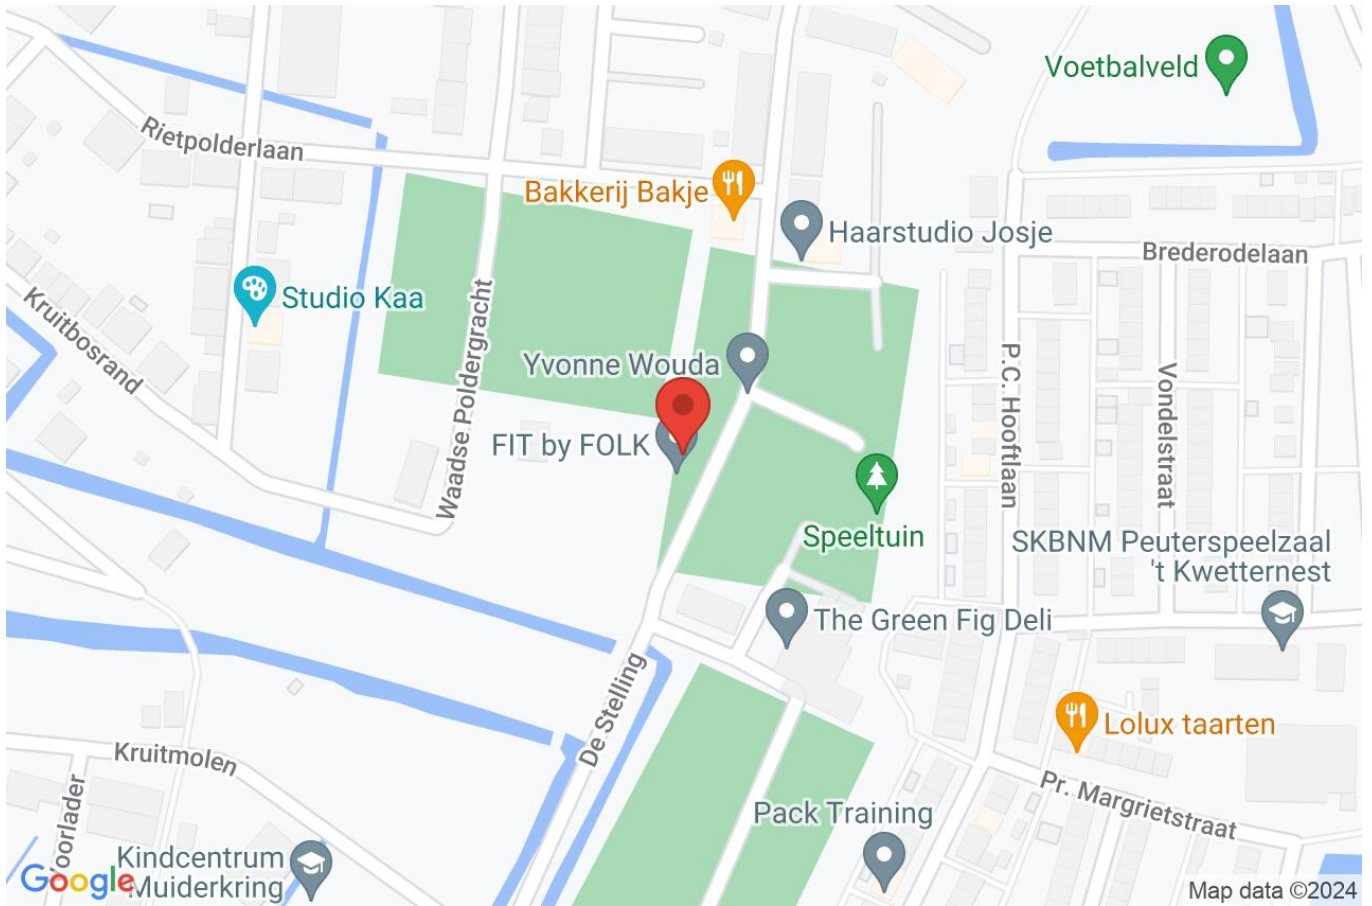 Voetbalveld
Rietpolderlaan
Bakkerij Bakje
Haarstudio Josje
Brederodelaan
Studio Kaa
Kruitbosrand
Waadse Poldergracht
Yvonne Wouda
P.C. Hooftlaan
Vondelstraat
FIT by FOLK
Speeltuin
SKBNM Peuterspeelzaal
't Kwetternest
The Green Fig Deli
De Stelling
Lolux taarten
Kruitmolen
Voorlader
Pr. Margrietstraat
Pack Training
Kindcentrum
Muiderkring
Google
Map data ©2024